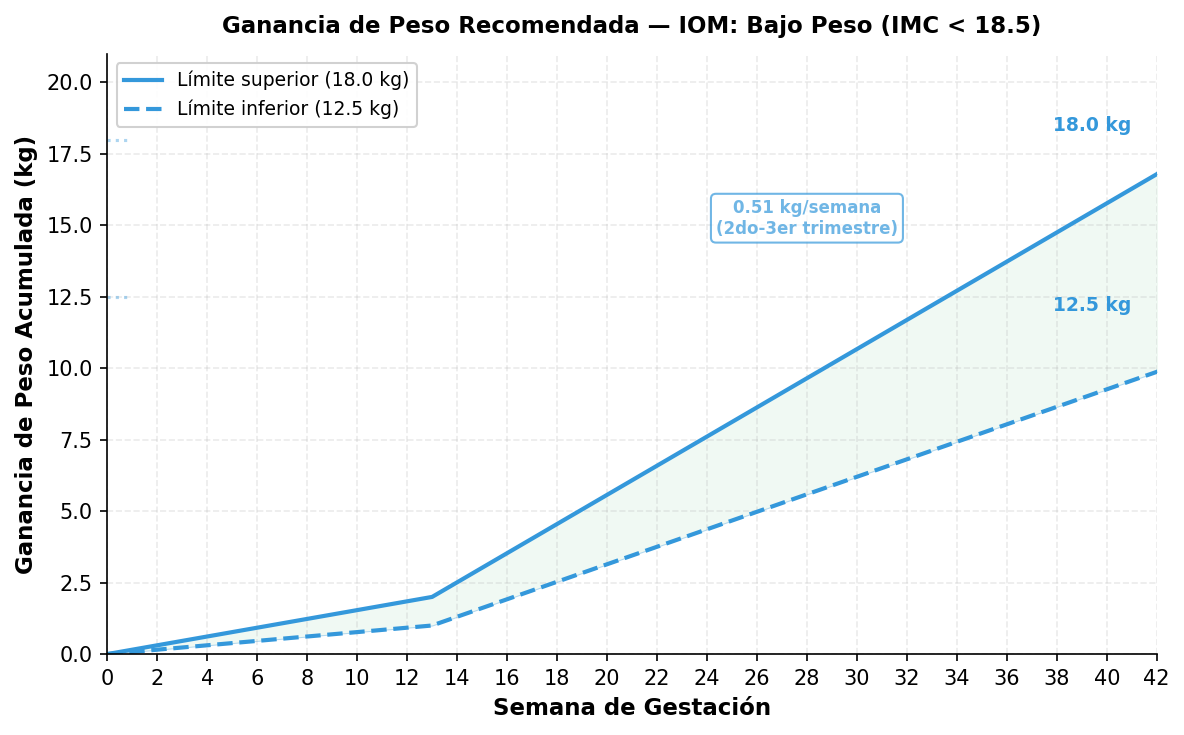 Ganancia de Peso Recomendada — IOM: Bajo Peso (IMC < 18.5)
Límite superior (18.0 kg)
Límite inferior (12.5 kg)
18.0 kg
0.51 kg/semana
(2do-3er trimestre)
12.5 kg
Ganancia de Peso Acumulada (kg)
20.0
17.5
15.0
12.5
10.0
7.5
5.0
2.5
0.0
0 2 4 6 8 10 12 14 16 18 20 22 24 26 28 30 32 34 36 38 40 42
Semana de Gestación